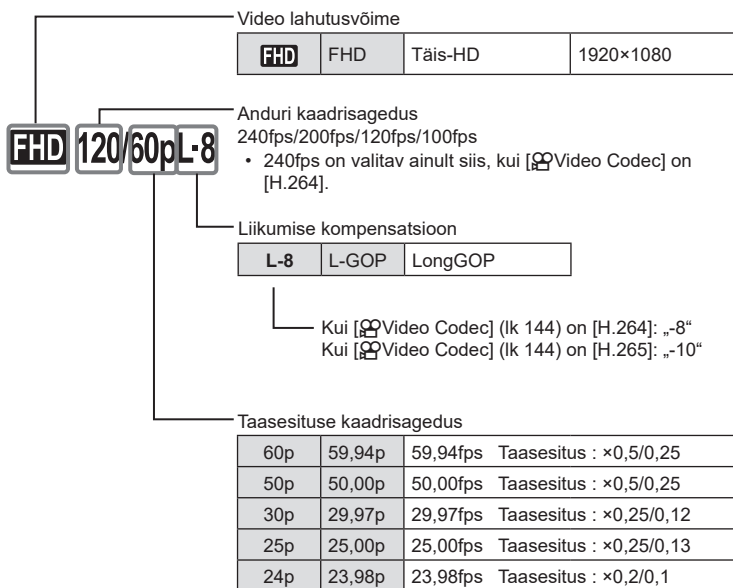 Video lahutusvõime
FHD FHD Täis-HD 1920×1080
Anduri kaadrisagedus
240fps/200fps/120fps/100fps
FHD 120/60pL-8
• 240fps on valitav ainult siis, kui [Video Codec] on
[H.264].
Liikumise kompensatsioon
L-8 L-GOP LongGOP
Kui [Video Codec] (lk 144) on [H.264]: „-8“
Kui [Video Codec] (lk 144) on [H.265]: „-10“
Taasesituse kaadrisagedus
60p 59,94p 59,94fps Taasesitus : ×0,5/0,25
50p 50,00p 50,00fps Taasesitus : ×0,5/0,25
30p 29,97p 29,97fps Taasesitus : ×0,25/0,12
25p 25,00p 25,00fps Taasesitus : ×0,25/0,13
24p 23,98p 23,98fps Taasesitus : ×0,2/0,1